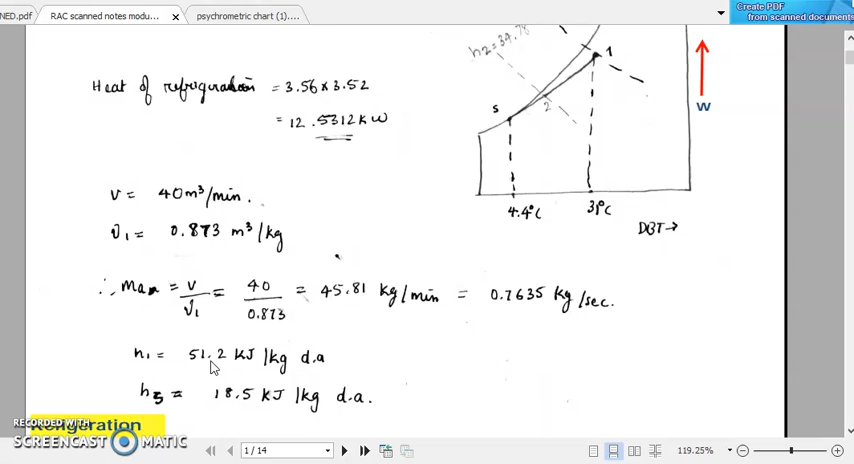 NED.pdf
RAC scanned notes modu...
psychrometric chart (1)....
Create PDF
from scanned documents
h2=39.78
Heat of refrigeration = 3.56 x 3.52
= 12.5312 kW
1
s
2
W
4.4°C
31°C
DBT→
V = 40 m³/min.
v₁ = 0.873 m³/kg
∴ ma = V/v₁ = 40/0.873 = 45.81 kg/min = 0.7635 kg/sec.
h₁ = 51.2 KJ/kg d.a
hs = 18.5 KJ/kg d.a.
Refrigeration
RECORDED WITH
SCREENCAST MATIC
1 / 14
119.25%